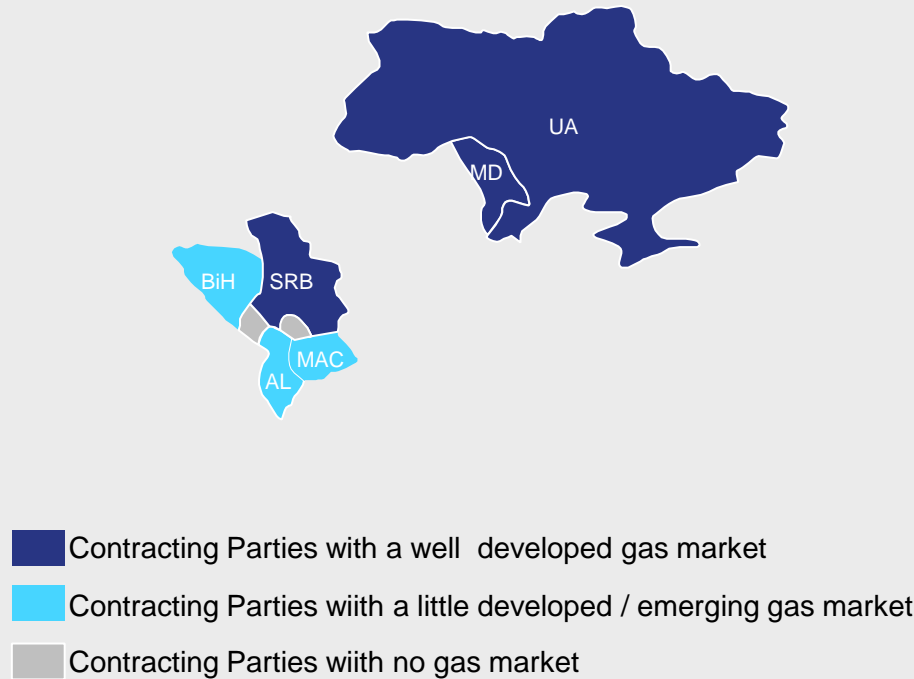 UA
MD
BiH
SRB
MAC
AL
Contracting Parties with a well  developed gas market
Contracting Parties wiith a little developed / emerging gas market
Contracting Parties wiith no gas market